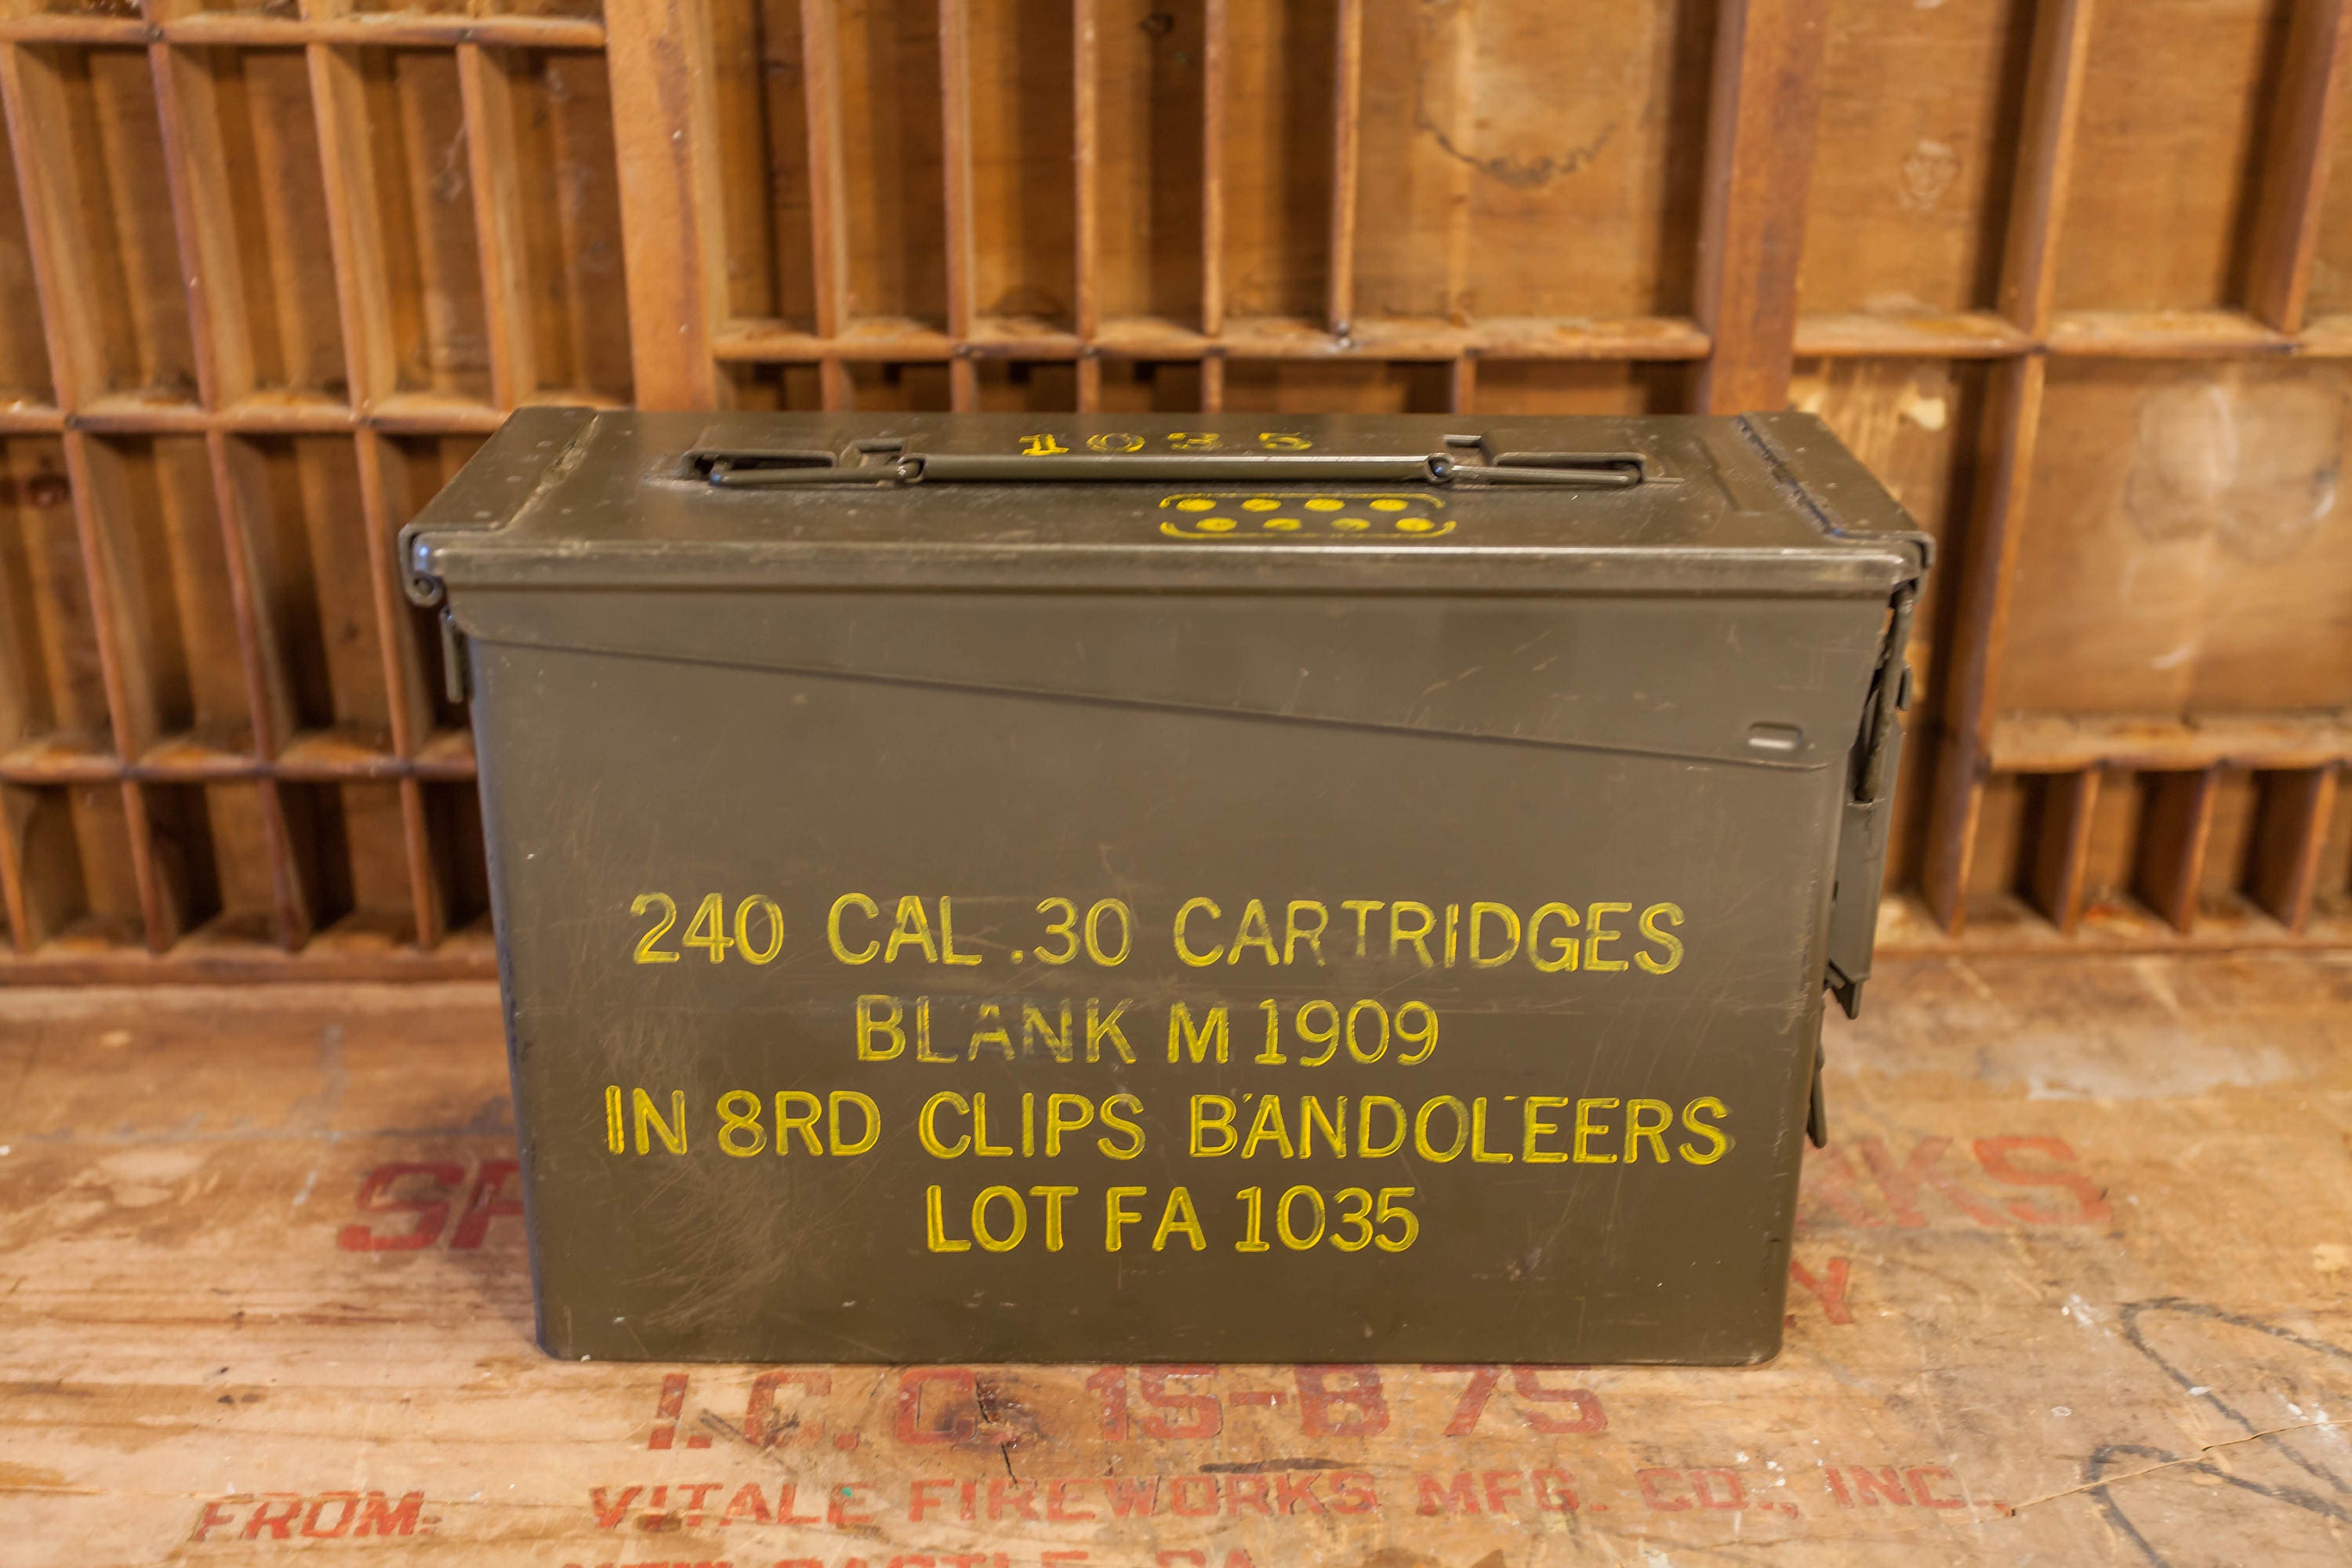 1035
240 CAL .30 CARTRIDGES
BLANK M1909
IN 8RD CLIPS BANDOLEERS
LOT FA 1035
I.C.C. 15-B 75
FROM: VITALE FIREWORKS MFG. CO., INC.